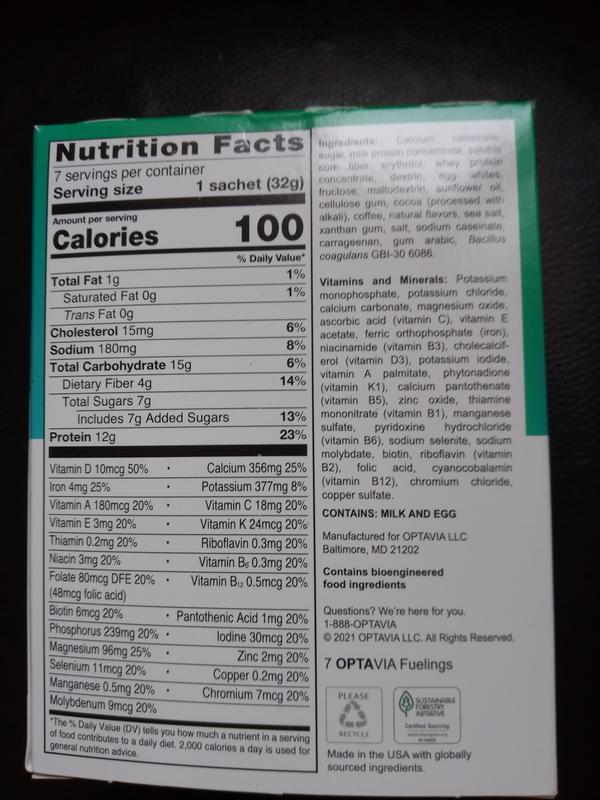 Nutrition Facts
7 servings per container
Serving size 1 sachet (32g)
Amount per serving
Calories 100
% Daily Value*
Total Fat 1g 1%
Saturated Fat 0g 1%
Trans Fat 0g
Cholesterol 15mg 6%
Sodium 180mg 8%
Total Carbohydrate 15g 6%
Dietary Fiber 4g 14%
Total Sugars 7g
Includes 7g Added Sugars 13%
Protein 12g 23%
Vitamin D 10mcg 50% • Calcium 356mg 25%
Iron 4mg 25% • Potassium 377mg 8%
Vitamin A 180mcg 20% • Vitamin C 18mg 20%
Vitamin E 3mg 20% • Vitamin K 24mcg 20%
Thiamin 0.2mg 20% • Riboflavin 0.3mg 20%
Niacin 3mg 20% • Vitamin B6 0.3mg 20%
Folate 80mcg DFE 20% • Vitamin B12 0.5mcg 20%
(48mcg folic acid)
Biotin 6mcg 20% • Pantothenic Acid 1mg 20%
Phosphorus 239mg 20% • Iodine 30mcg 20%
Magnesium 96mg 25% • Zinc 2mg 20%
Selenium 11mcg 20% • Copper 0.2mg 20%
Manganese 0.5mg 20% • Chromium 7mcg 20%
Molybdenum 9mcg 20%
*The % Daily Value (DV) tells you how much a nutrient in a serving
of food contributes to a daily diet. 2,000 calories a day is used for
general nutrition advice.
Ingredients: Calcium caseinate,
sugar, milk protein concentrate, soluble
corn fiber, erythritol, whey protein
concentrate, dextrin, egg whites,
fructose, maltodextrin, sunflower oil,
cellulose gum, cocoa (processed with
alkali), coffee, natural flavors, sea salt,
xanthan gum, salt, sodium caseinate,
carrageenan, gum arabic, Bacillus
coagulans GBI-30 6086.
Vitamins and Minerals: Potassium
monophosphate, potassium chloride,
calcium carbonate, magnesium oxide,
ascorbic acid (vitamin C), vitamin E
acetate, ferric orthophosphate (iron),
niacinamide (vitamin B3), cholecalcif-
erol (vitamin D3), potassium iodide,
vitamin A palmitate, phytonadione
(vitamin K1), calcium pantothenate
(vitamin B5), zinc oxide, thiamine
mononitrate (vitamin B1), manganese
sulfate, pyridoxine hydrochloride
(vitamin B6), sodium selenite, sodium
molybdate, biotin, riboflavin (vitamin
B2), folic acid, cyanocobalamin
(vitamin B12), chromium chloride,
copper sulfate.
CONTAINS: MILK AND EGG
Manufactured for OPTAVIA LLC
Baltimore, MD 21202
Contains bioengineered
food ingredients
Questions? We're here for you.
1-888-OPTAVIA
© 2021 OPTAVIA LLC. All Rights Reserved.
7 OPTAVIA Fuelings
PLEASE
RECYCLE
SUSTAINABLE
FORESTRY
INITIATIVE
Certified Sourcing
Made in the USA with globally
sourced ingredients.